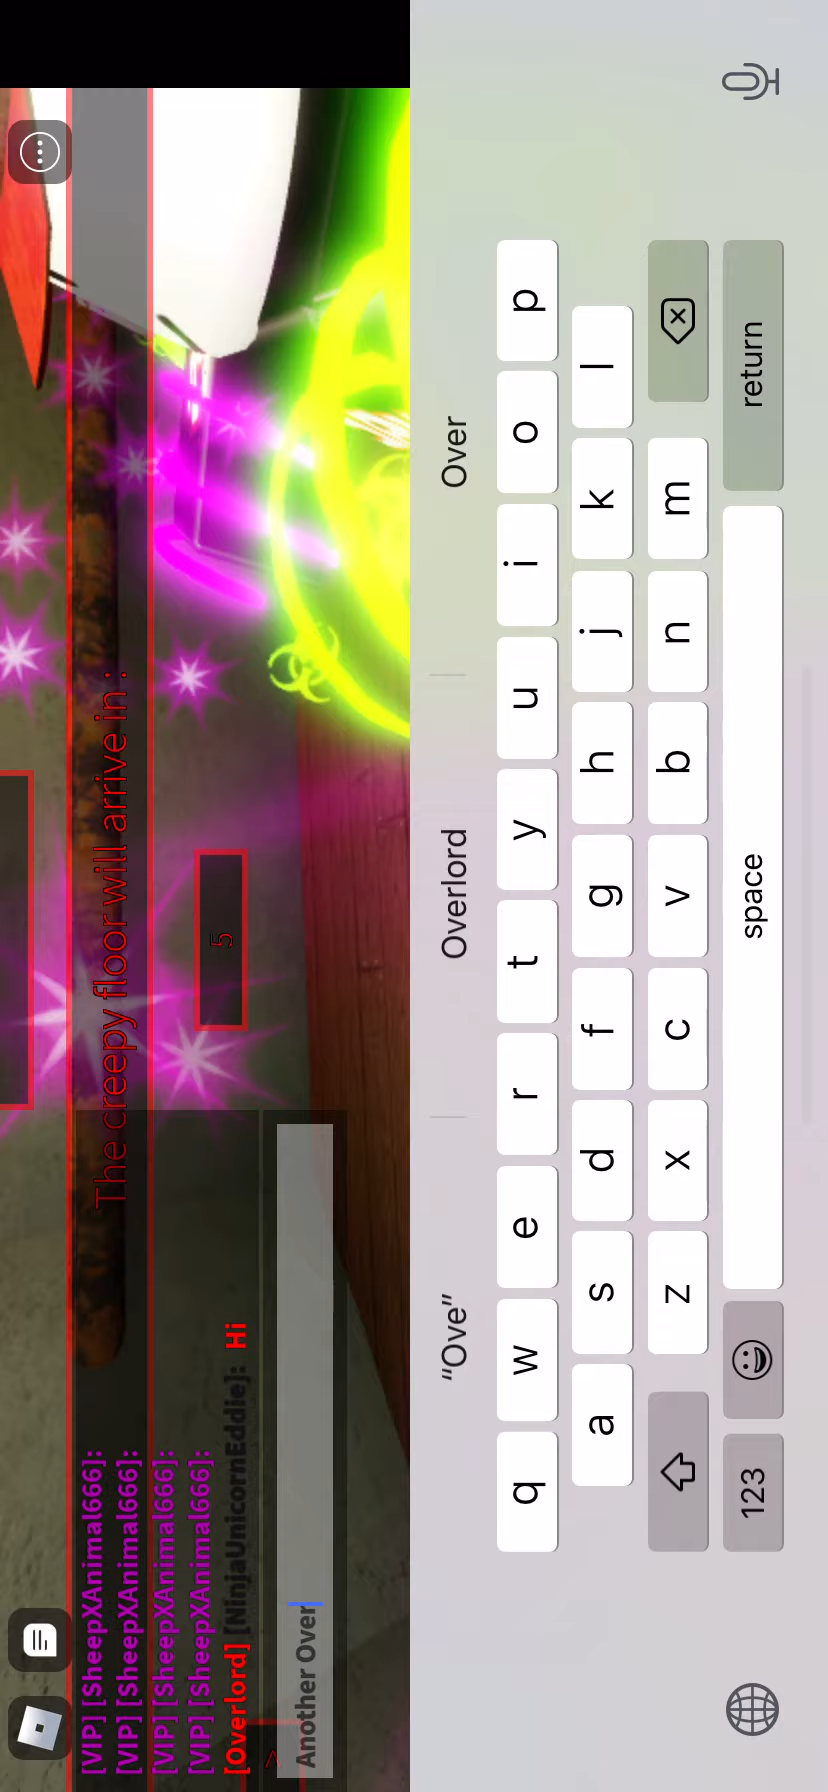 The creepy floor will arrive in:
5
[VIP] [SheepXAnimal666]:
[VIP] [SheepXAnimal666]:
[VIP] [SheepXAnimal666]:
[VIP] [SheepXAnimal666]:
[Overlord] [NinjaUnicornEddie]: Hi
>
Another Over
"Ove" Overlord Over
q w e r t y u i o p
a s d f g h j k l
z x c v b n m
123 space return